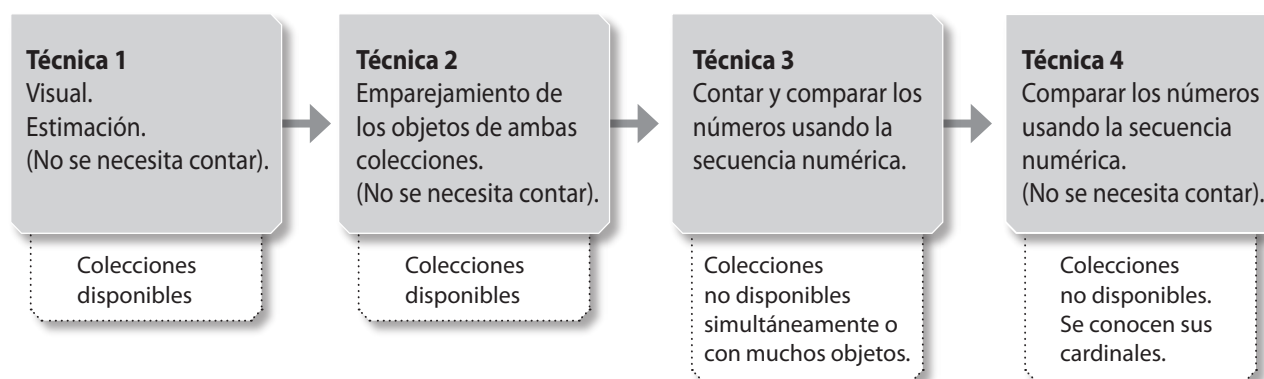 Técnica 1
Visual.
Estimación.
(No se necesita contar).
Colecciones
disponibles
Técnica 2
Emparejamiento de
los objetos de ambas
colecciones.
(No se necesita contar).
Colecciones
disponibles
Técnica 3
Contar y comparar los
números usando la
secuencia numérica.
Colecciones
no disponibles
simultáneamente o
con muchos objetos.
Técnica 4
Comparar los números
usando la secuencia
numérica.
(No se necesita contar).
Colecciones
no disponibles.
Se conocen sus
cardinales.